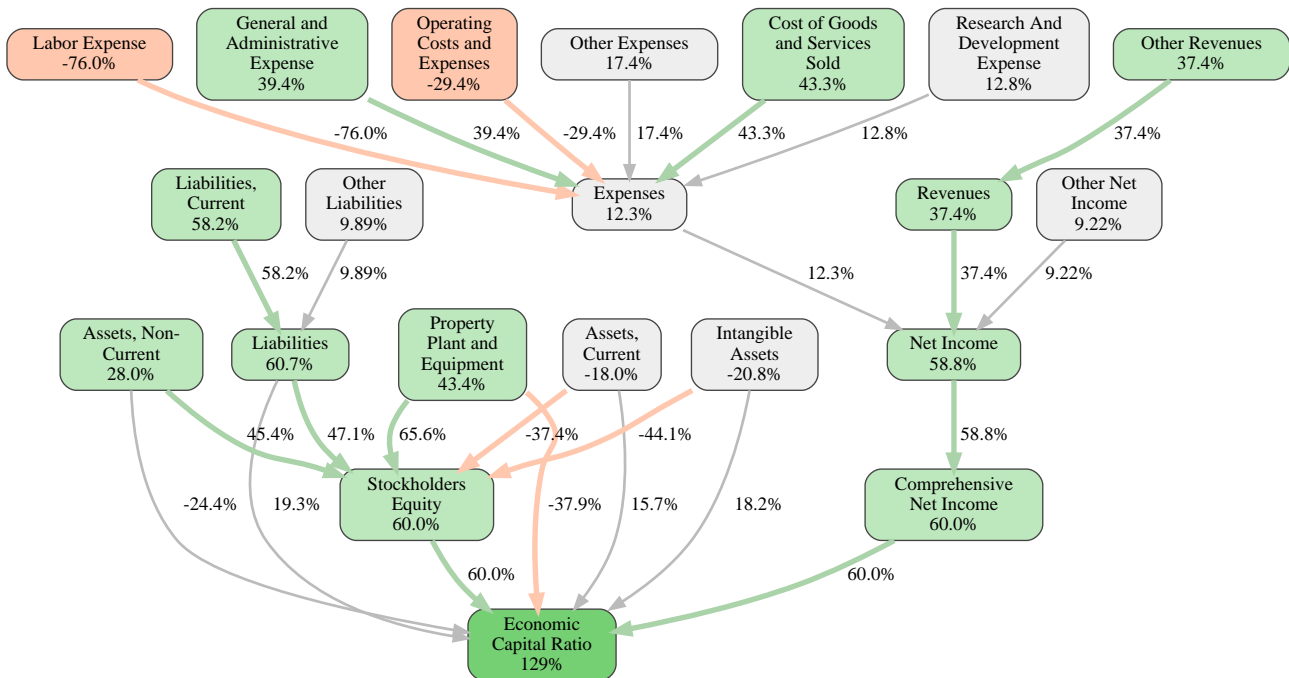 Labor Expense
-76.0%
General and
Administrative
Expense
39.4%
Operating
Costs and
Expenses
-29.4%
Other Expenses
17.4%
Cost of Goods
and Services
Sold
43.3%
Research And
Development
Expense
12.8%
Other Revenues
37.4%
-76.0%
39.4%
-29.4%
17.4%
43.3%
12.8%
37.4%
Liabilities,
Current
58.2%
Other
Liabilities
9.89%
Expenses
12.3%
Revenues
37.4%
Other Net
Income
9.22%
58.2%
9.89%
12.3%
37.4%
9.22%
Assets, Non-
Current
28.0%
Liabilities
60.7%
Property
Plant and
Equipment
43.4%
Assets,
Current
-18.0%
Intangible
Assets
-20.8%
Net Income
58.8%
45.4%
47.1%
65.6%
-37.4%
-44.1%
58.8%
Stockholders
Equity
60.0%
Comprehensive
Net Income
60.0%
-24.4%
19.3%
-37.9%
15.7%
18.2%
60.0%
60.0%
Economic
Capital Ratio
129%